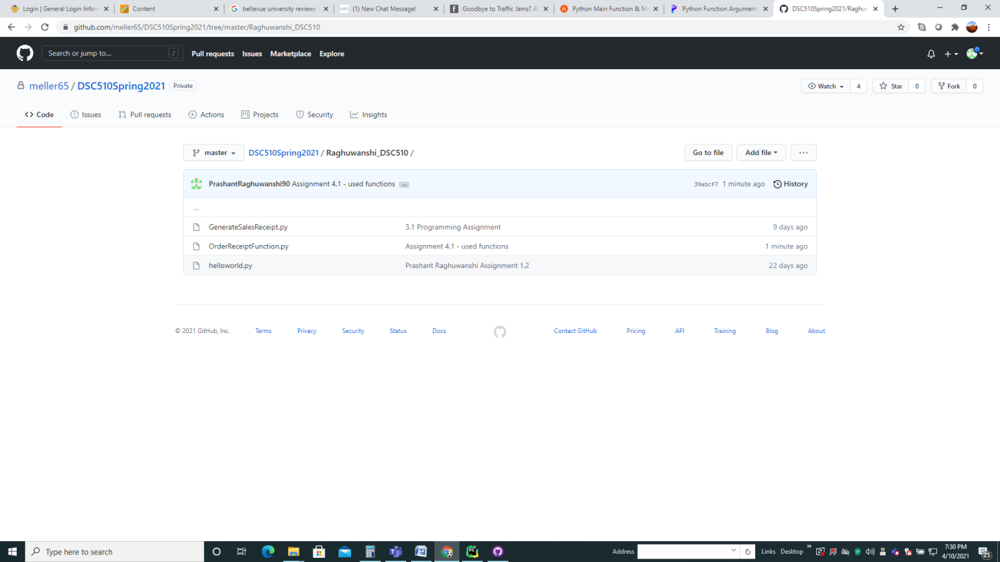 Login | General Login Inform
Content
bellevue university reviews
(1) New Chat Message!
Goodbye to Traffic Jams? A
Python Main Function & M
Python Function Argument
DSC510Spring2021/Raghuw
github.com/meller65/DSC510Spring2021/tree/master/Raghuwanshi_DSC510
Search or jump to... /
Pull requests Issues Marketplace Explore
meller65 / DSC510Spring2021 Private
Watch 4 Star 0 Fork 0
Code Issues Pull requests Actions Projects Security Insights
master DSC510Spring2021 / Raghuwanshi_DSC510 /
Go to file Add file ...
PrashantRaghuwanshi90 Assignment 4.1 - used functions ... 39abcf7 1 minute ago History
..
GenerateSalesReceipt.py 3.1 Programming Assignment 9 days ago
OrderReceiptFunction.py Assignment 4.1 - used functions 1 minute ago
helloworld.py Prashant Raghuwanshi Assignment 1.2 22 days ago
© 2021 GitHub, Inc. Terms Privacy Security Status Docs Contact GitHub Pricing API Training Blog About
Type here to search
Address Links Desktop
7:30 PM
4/10/2021
25